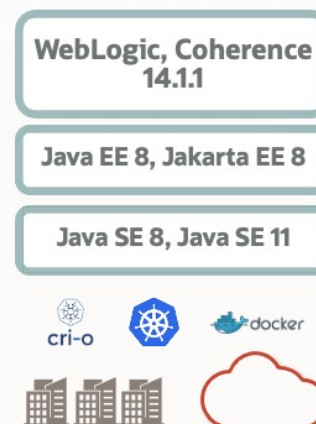 WebLogic, Coherence
14.1.1
Java EE 8, Jakarta EE 8
Java SE 8, Java SE 11
cri-o
docker